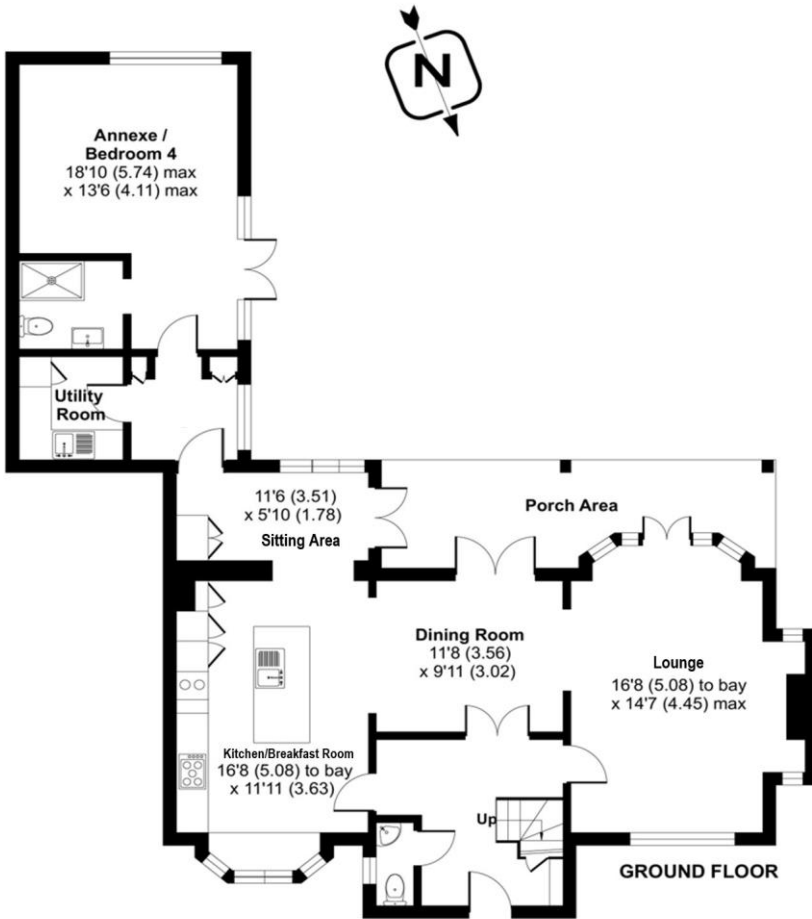 N
Annexe /
Bedroom 4
18'10 (5.74) max
x 13'6 (4.11) max
Utility
Room
11'6 (3.51)
x 5'10 (1.78)
Sitting Area
Porch Area
Dining Room
11'8 (3.56)
x 9'11 (3.02)
Lounge
16'8 (5.08) to bay
x 14'7 (4.45) max
Kitchen/Breakfast Room
16'8 (5.08) to bay
x 11'11 (3.63)
Up
GROUND FLOOR